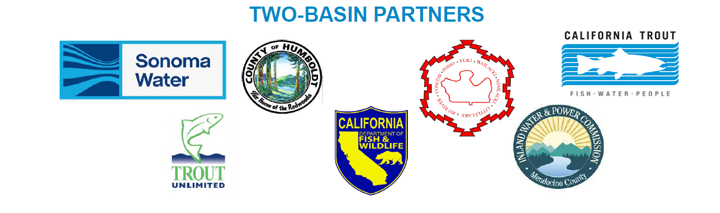 TWO-BASIN PARTNERS
Sonoma
Water
COUNTY OF HUMBOLDT
The Home of the Redwoods
CALIFORNIA TROUT
FISH · WATER · PEOPLE
TROUT
UNLIMITED
CALIFORNIA
DEPARTMENT OF
FISH &
WILDLIFE
INLAND WATER & POWER COMMISSION
Mendocino County